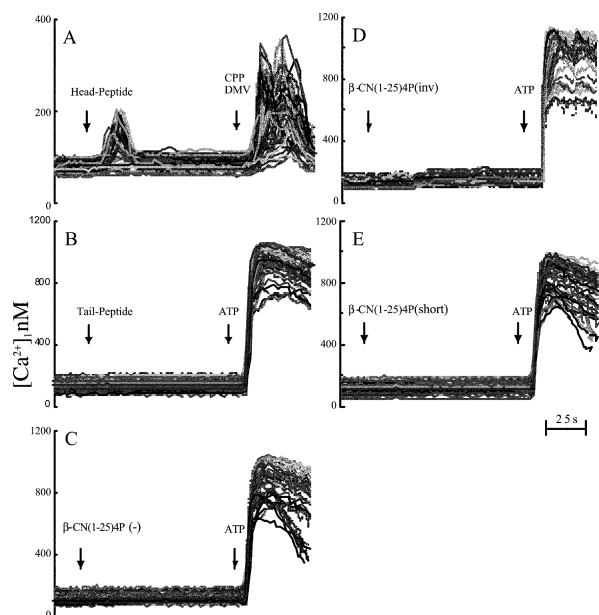 A
400
200
0
Head-Peptide
CPP
DMV
B
1200
800
400
0
Tail-Peptide
ATP
[Ca²⁺]ᵢnM
C
1200
800
400
0
β-CN(1-25)4P (-)
ATP
D
1200
800
400
0
β-CN(1-25)4P(inv)
ATP
E
1200
800
400
0
β-CN(1-25)4P(short)
ATP
25s